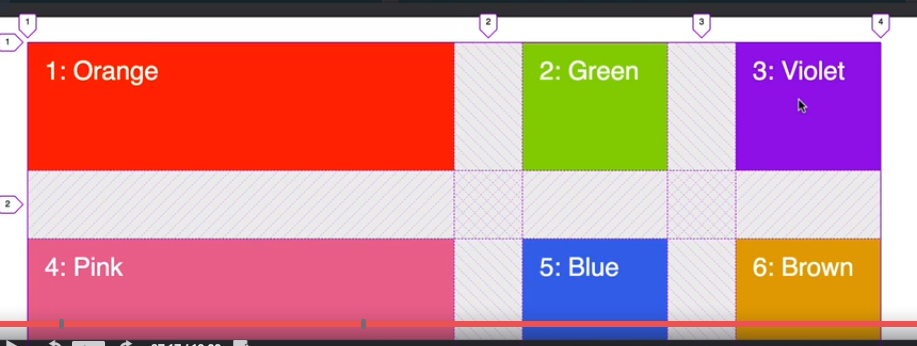 1 2 3 4
1
1: Orange 2: Green 3: Violet
2
4: Pink 5: Blue 6: Brown